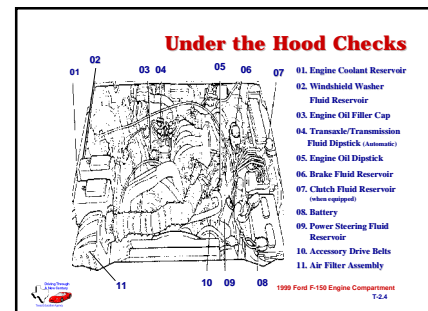 Under the Hood Checks
01
02
03 04
05
06
07
01. Engine Coolant Reservoir
02. Windshield Washer
Fluid Reservoir
03. Engine Oil Filler Cap
04. Transaxle/Transmission
Fluid Dipstick (Automatic)
05. Engine Oil Dipstick
06. Brake Fluid Reservoir
07. Clutch Fluid Reservoir
(when equipped)
08. Battery
09. Power Steering Fluid
Reservoir
10. Accessory Drive Belts
11. Air Filter Assembly
11
10 09
08
1999 Ford F-150 Engine Compartment
T-2.4
Driving Through
A New Century